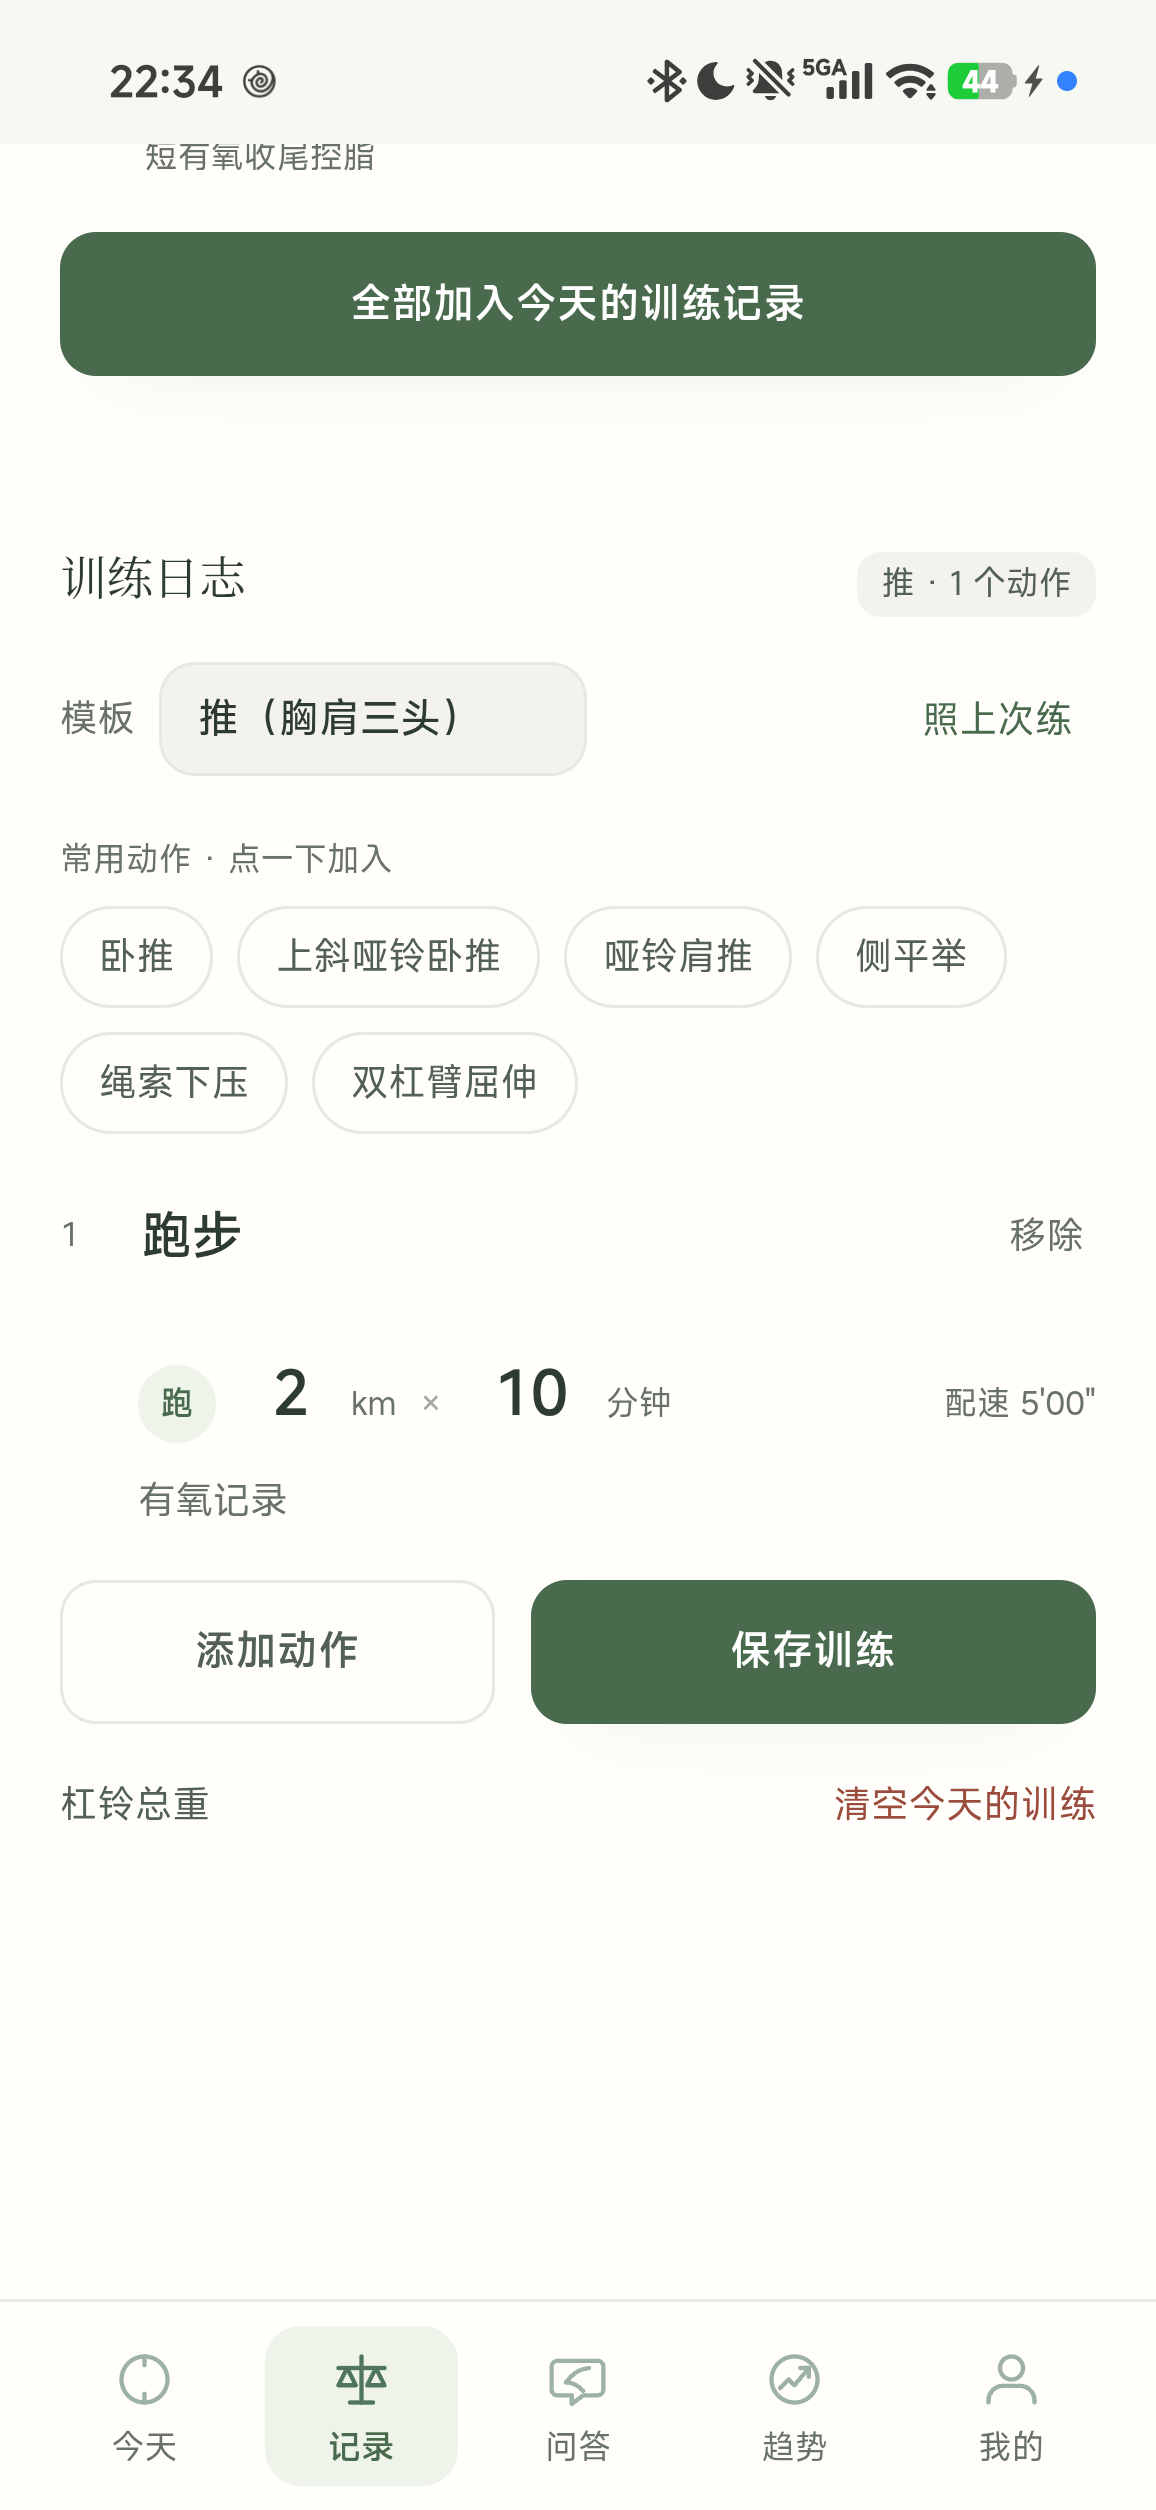 22:34 5GA 44
短有氧收尾控脂
全部加入今天的训练记录
训练日志
推 · 1 个动作
模板 推（胸肩三头） 照上次练
常用动作 · 点一下加入
卧推 上斜哑铃卧推 哑铃肩推 侧平举
绳索下压 双杠臂屈伸
1 跑步 移除
跑 2 km × 10 分钟 配速 5'00"
有氧记录
添加动作 保存训练
杠铃总重 清空今天的训练
今天 记录 问答 趋势 我的